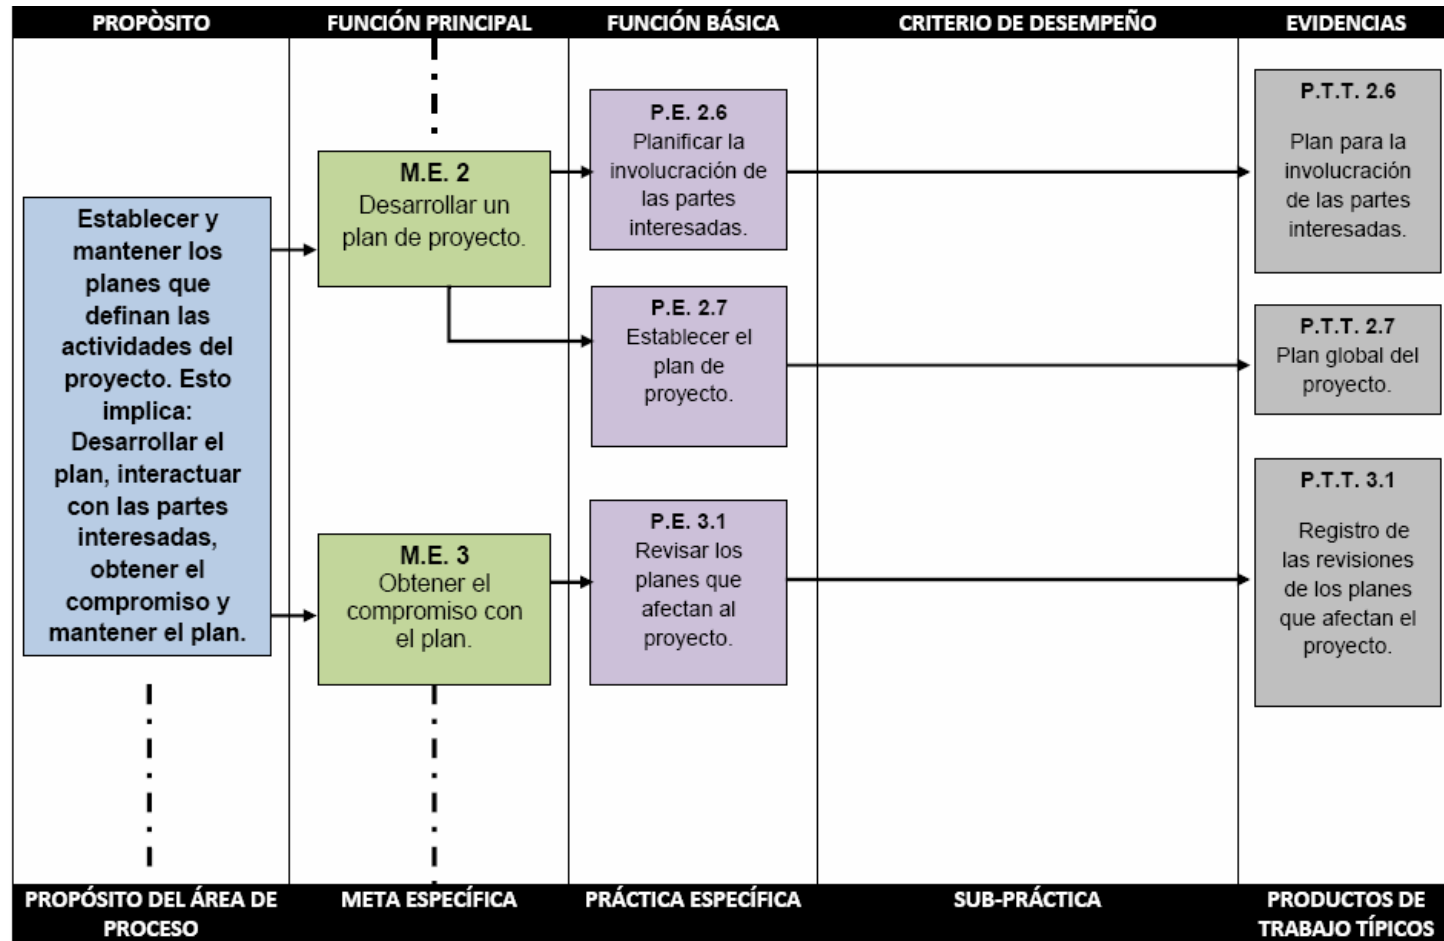 PROPÒSITO
FUNCIÓN PRINCIPAL
FUNCIÓN BÁSICA
CRITERIO DE DESEMPEÑO
EVIDENCIAS
Establecer y
mantener los
planes que
definan las
actividades del
proyecto. Esto
implica:
Desarrollar el
plan, interactuar
con las partes
interesadas,
obtener el
compromiso y
mantener el plan.
M.E. 2
Desarrollar un
plan de proyecto.
P.E. 2.6
Planificar la
involucración de
las partes
interesadas.
P.T.T. 2.6
Plan para la
involucración
de las partes
interesadas.
P.E. 2.7
Establecer el
plan de
proyecto.
P.T.T. 2.7
Plan global del
proyecto.
M.E. 3
Obtener el
compromiso con
el plan.
P.E. 3.1
Revisar los
planes que
afectan al
proyecto.
P.T.T. 3.1
Registro de
las revisiones
de los planes
que afectan el
proyecto.
PROPÓSITO DEL ÁREA DE
PROCESO
META ESPECÍFICA
PRÁCTICA ESPECÍFICA
SUB-PRÁCTICA
PRODUCTOS DE
TRABAJO TÍPICOS